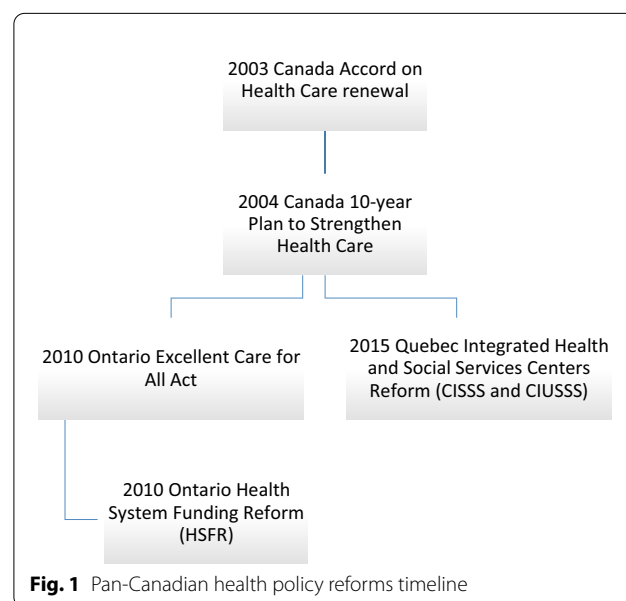 2003 Canada Accord on
Health Care renewal
2004 Canada 10-year
Plan to Strengthen
Health Care
2010 Ontario Excellent Care for
All Act
2015 Quebec Integrated Health
and Social Services Centers
Reform (CISSS and CIUSSS)
2010 Ontario Health
System Funding Reform
(HSFR)
Fig. 1 Pan-Canadian health policy reforms timeline